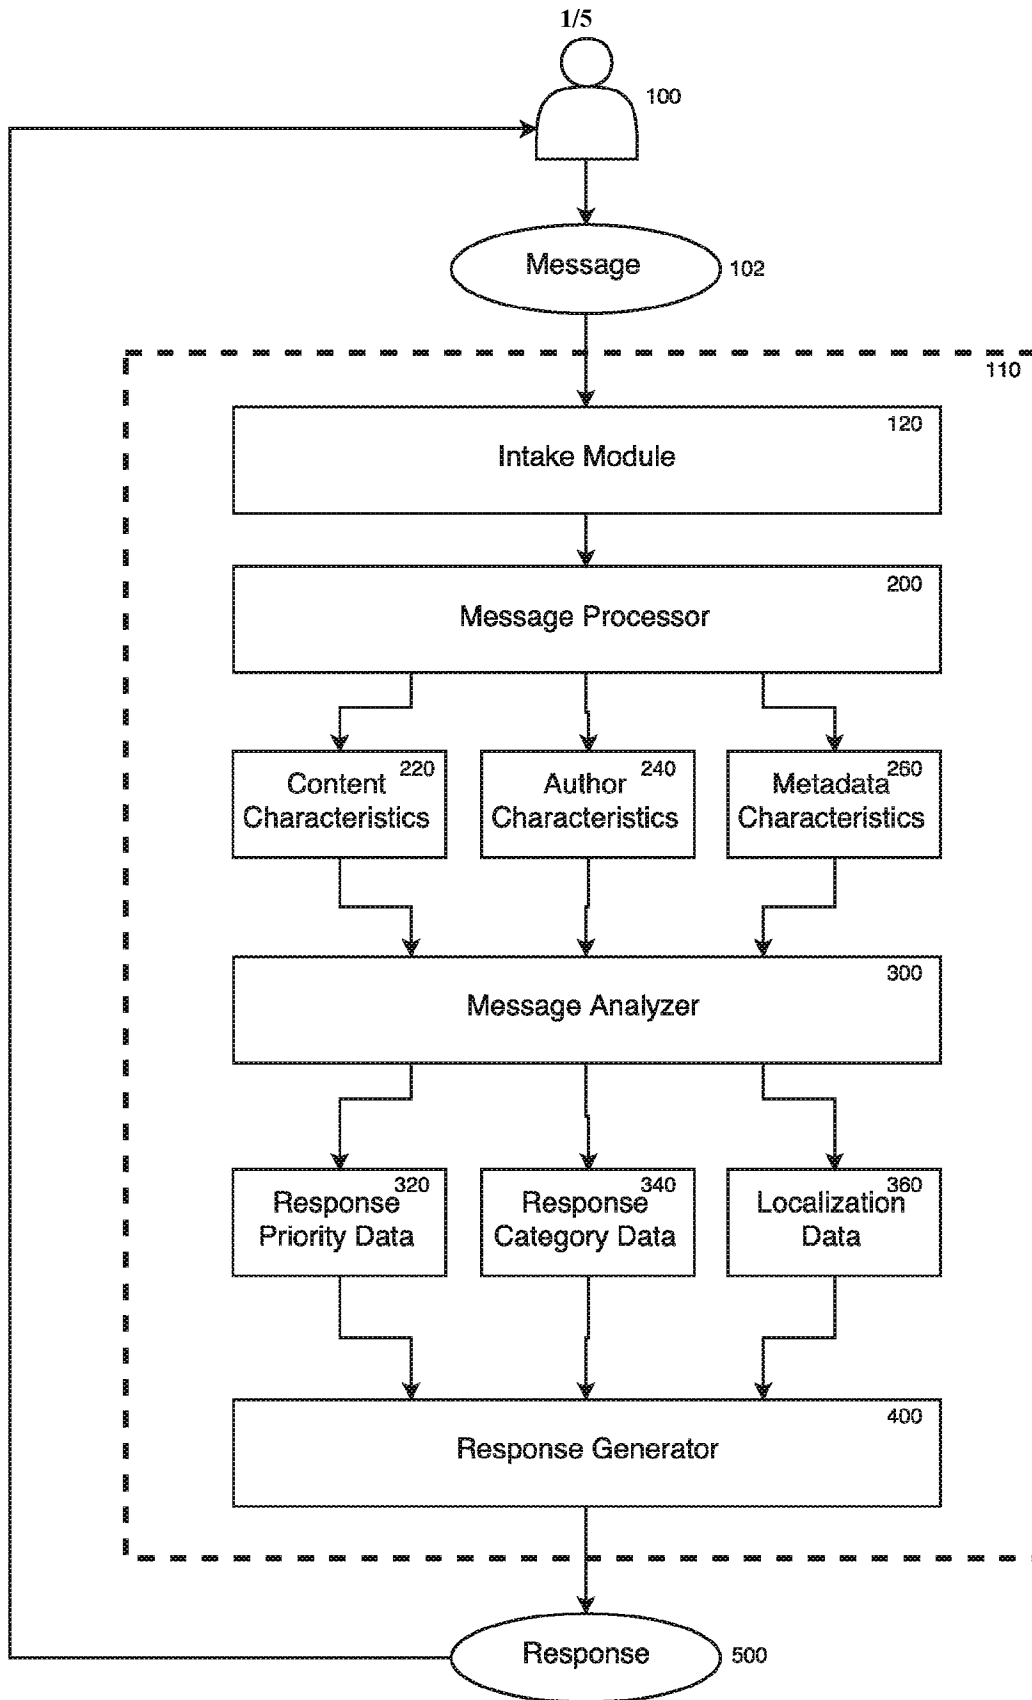 1/5
100
Message
102
110
120
Intake Module
200
Message Processor
220
Content
Characteristics
240
Author
Characteristics
260
Metadata
Characteristics
300
Message Analyzer
320
Response
Priority Data
340
Response
Category Data
360
Localization
Data
400
Response Generator
Response
500